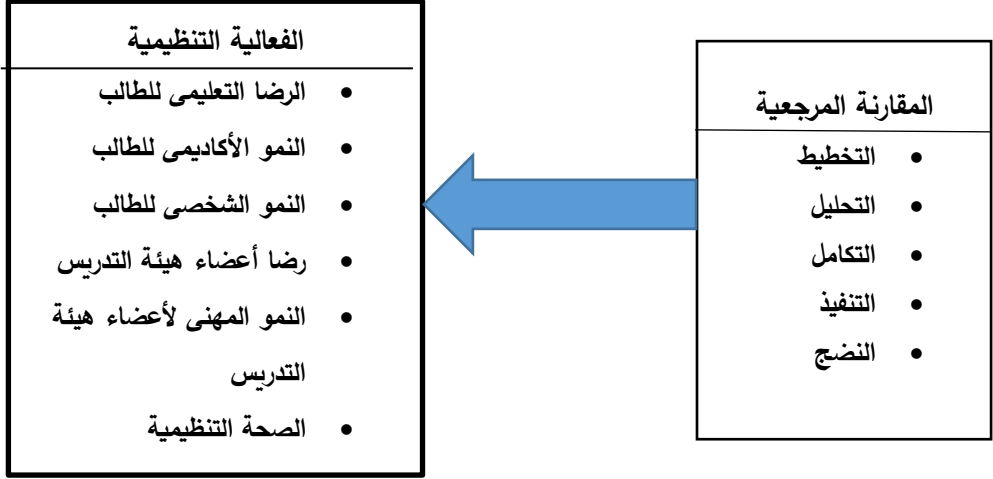 المقارنة المرجعية
• التخطيط
• التحليل
• التكامل
• التنفيذ
• النضج
الفعالية التنظيمية
• الرضا التعليمى للطالب
• النمو الأكاديمى للطالب
• النمو الشخصى للطالب
• رضا أعضاء هيئة التدريس
• النمو المهنى لأعضاء هيئة
التدريس
• الصحة التنظيمية